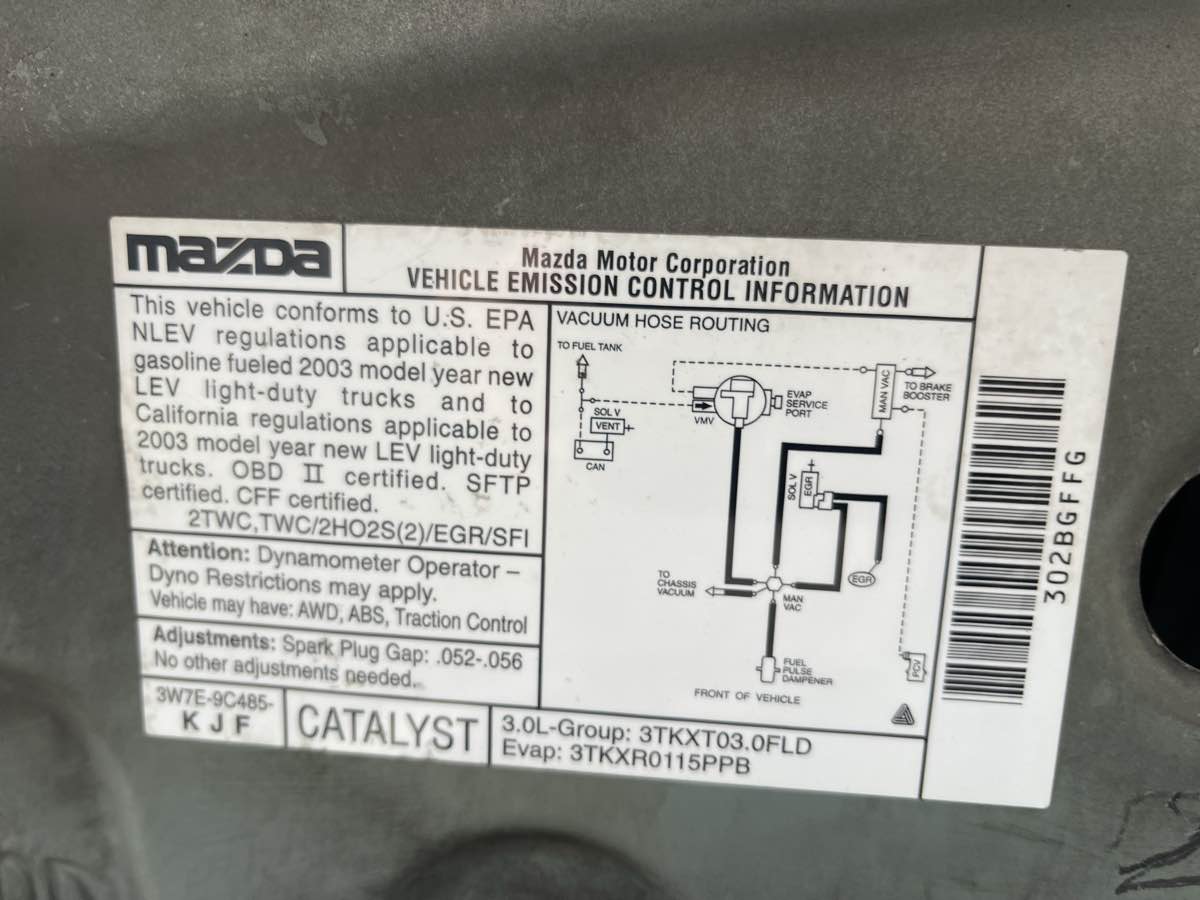 mazda
Mazda Motor Corporation
VEHICLE EMISSION CONTROL INFORMATION
This vehicle conforms to U.S. EPA
NLEV regulations applicable to
gasoline fueled 2003 model year new
LEV light-duty trucks and to
California regulations applicable to
2003 model year new LEV light-duty
trucks. OBD II certified. SFTP
certified. CFF certified.
2TWC,TWC/2HO2S(2)/EGR/SFI
Attention: Dynamometer Operator –
Dyno Restrictions may apply.
Vehicle may have: AWD, ABS, Traction Control
Adjustments: Spark Plug Gap: .052-.056
No other adjustments needed.
3W7E-9C485-
KJF
CATALYST
3.0L-Group: 3TKXT03.0FLD
Evap: 3TKXR0115PPB
VACUUM HOSE ROUTING
TO FUEL TANK
SOL V
VENT
CAN
VMV
EVAP
SERVICE
PORT
MAN VAC
TO BRAKE
BOOSTER
SOL V
EGR
EGR
TO
CHASSIS
VACUUM
MAN
VAC
FUEL
PULSE
DAMPENER
PCV
FRONT OF VEHICLE
302BGFFG